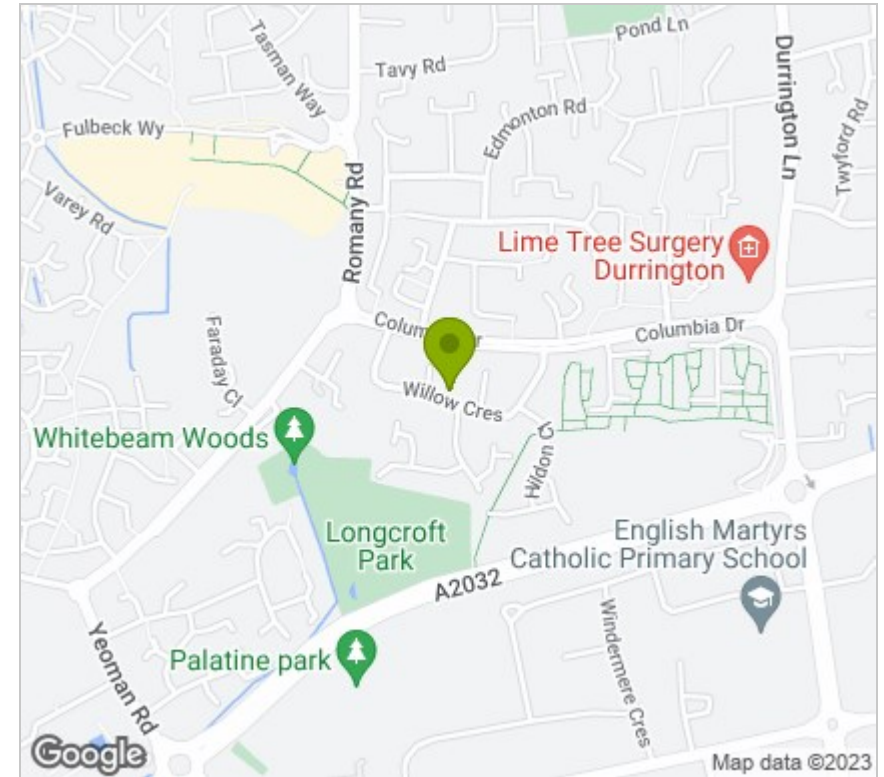 Pond Ln
Tasman Way
Tavy Rd
Durrington Ln
Edmonton Rd
Twyford Rd
Fulbeck Wy
Varey Rd
Romany Rd
Lime Tree Surgery
Durrington
Columbia Dr
Faraday Cl
Willow Cres
Whitebeam Woods
Longcroft
Park
English Martyrs
Catholic Primary School
A2032
Yeoman Rd
Palatine park
Windermere Cres
Google
Map data ©2023